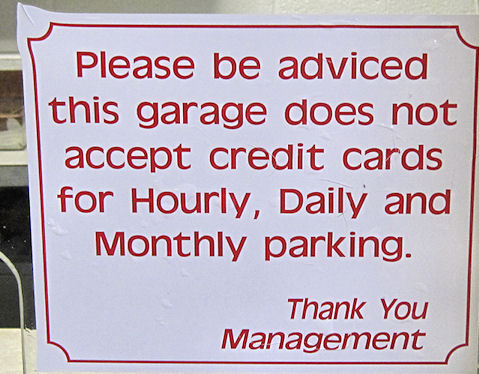 Please be adviced
this garage does not
accept credit cards
for Hourly, Daily and
Monthly parking.
Thank You
Management